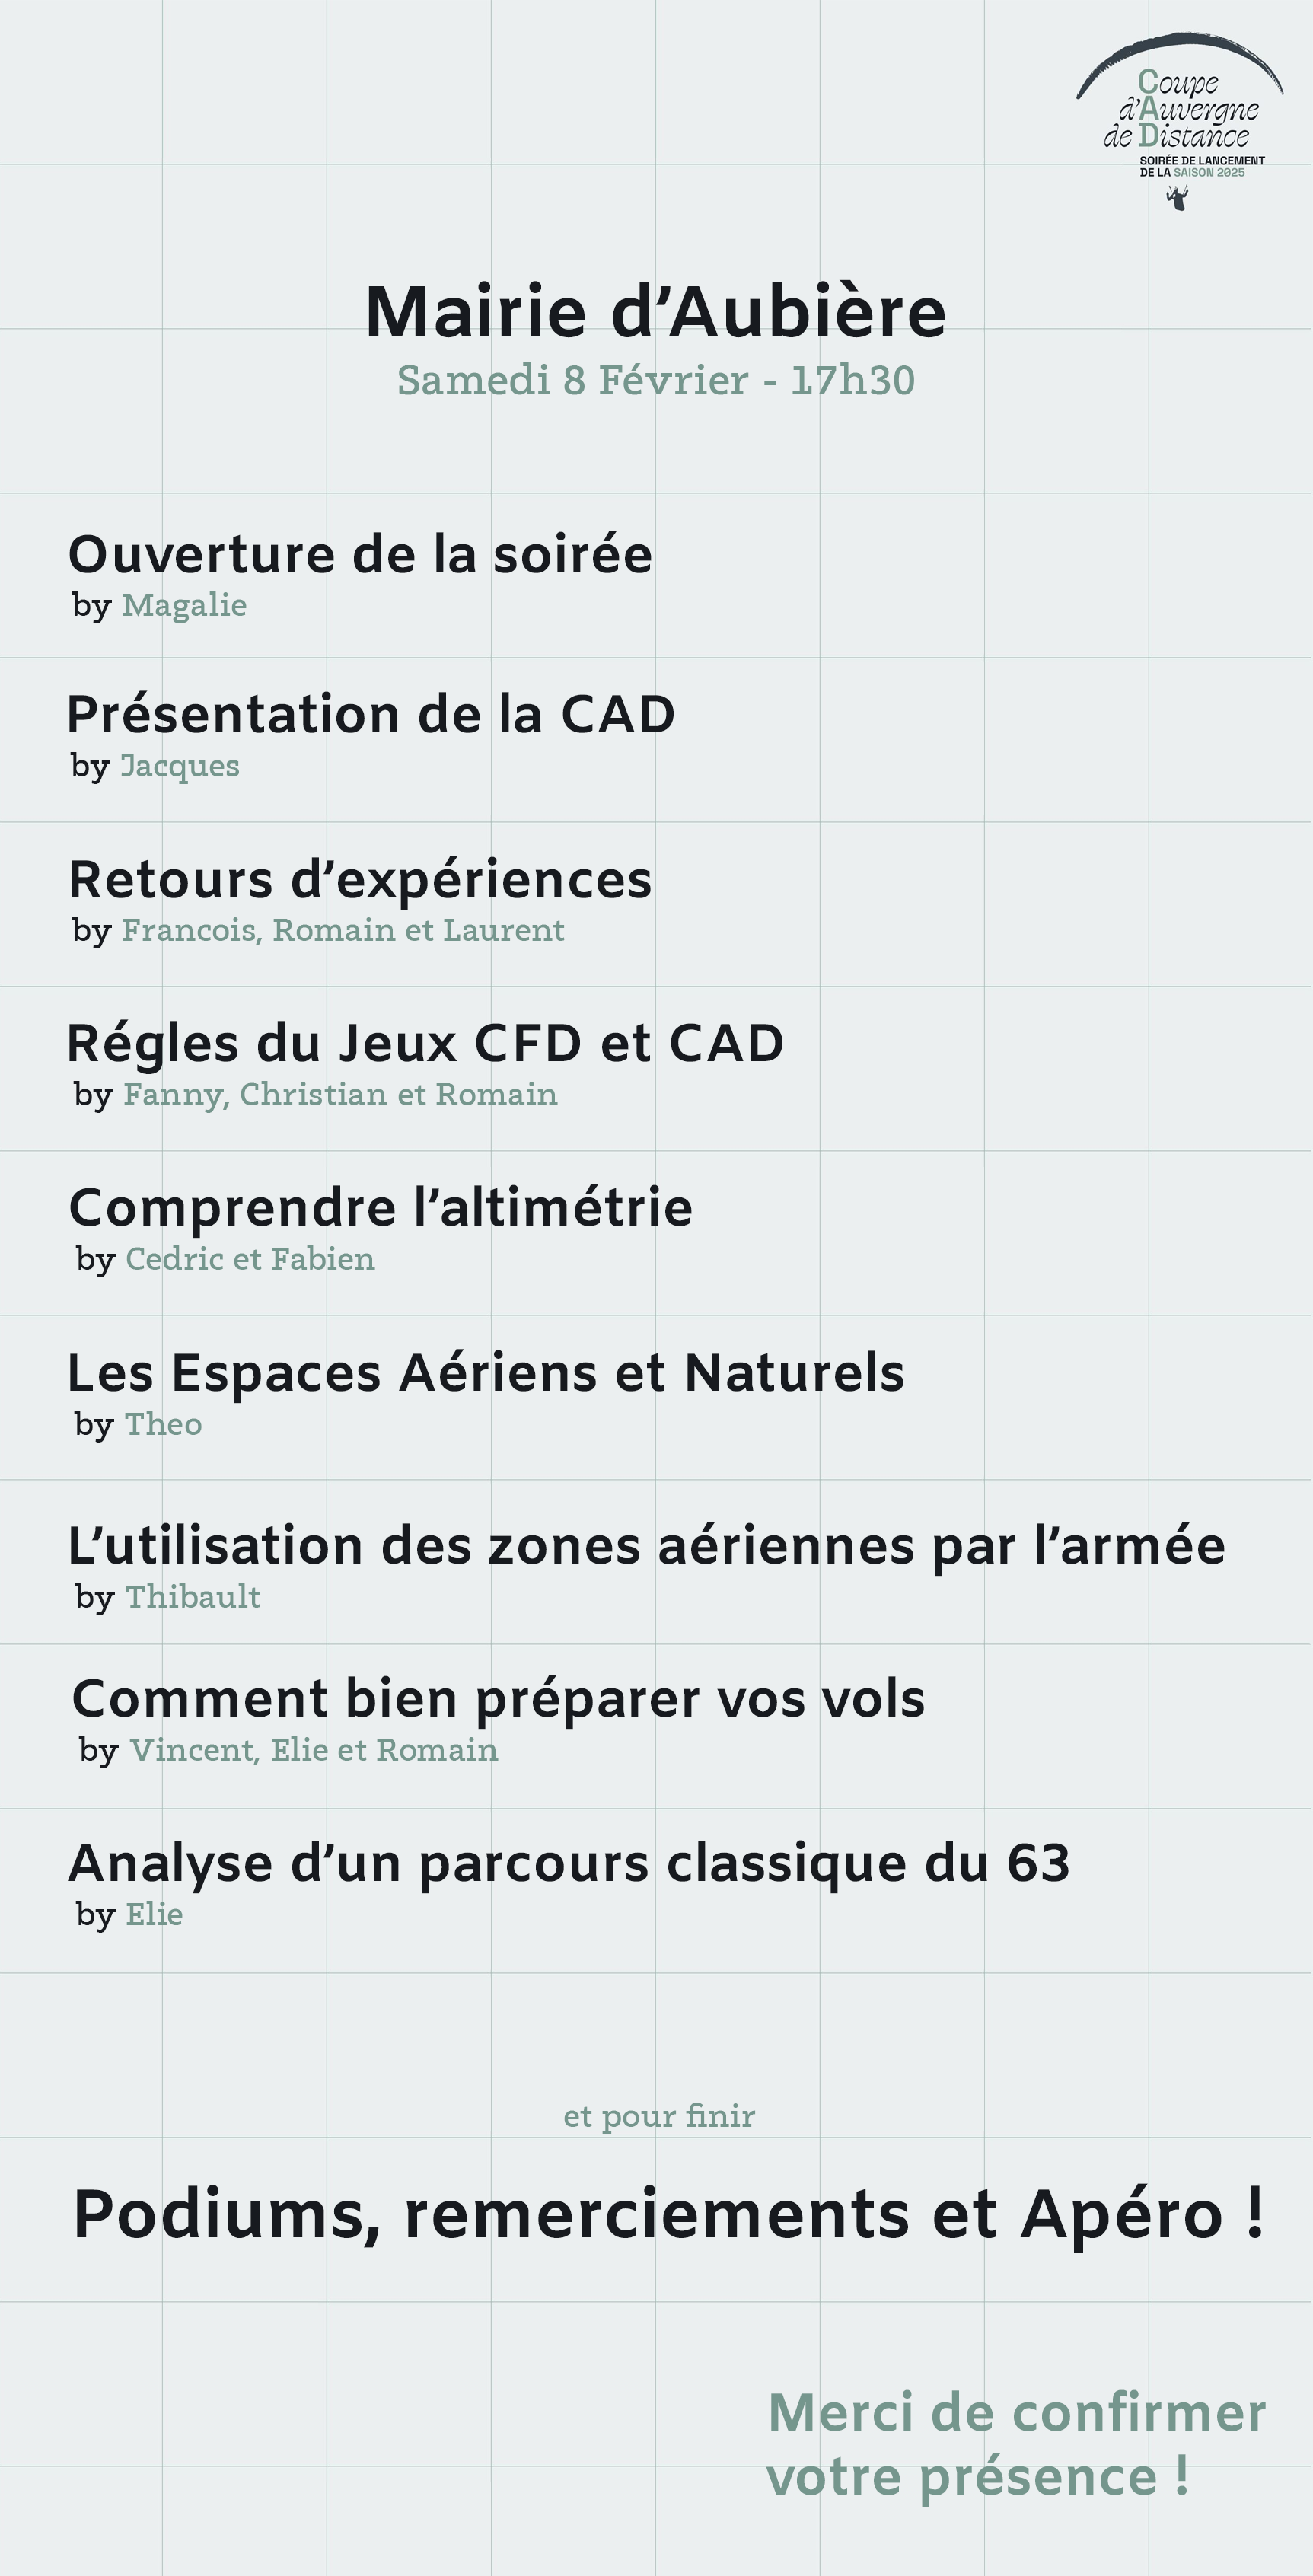 Coupe
d’Auvergne
de Distance
SOIRÉE DE LANCEMENT
DE LA SAISON 2025
Mairie d’Aubière
Samedi 8 Février - 17h30
Ouverture de la soirée
by Magalie
Présentation de la CAD
by Jacques
Retours d’expériences
by Francois, Romain et Laurent
Régles du Jeux CFD et CAD
by Fanny, Christian et Romain
Comprendre l’altimétrie
by Cedric et Fabien
Les Espaces Aériens et Naturels
by Theo
L’utilisation des zones aériennes par l’armée
by Thibault
Comment bien préparer vos vols
by Vincent, Elie et Romain
Analyse d’un parcours classique du 63
by Elie
et pour finir
Podiums, remerciements et Apéro !
Merci de confirmer
votre présence !